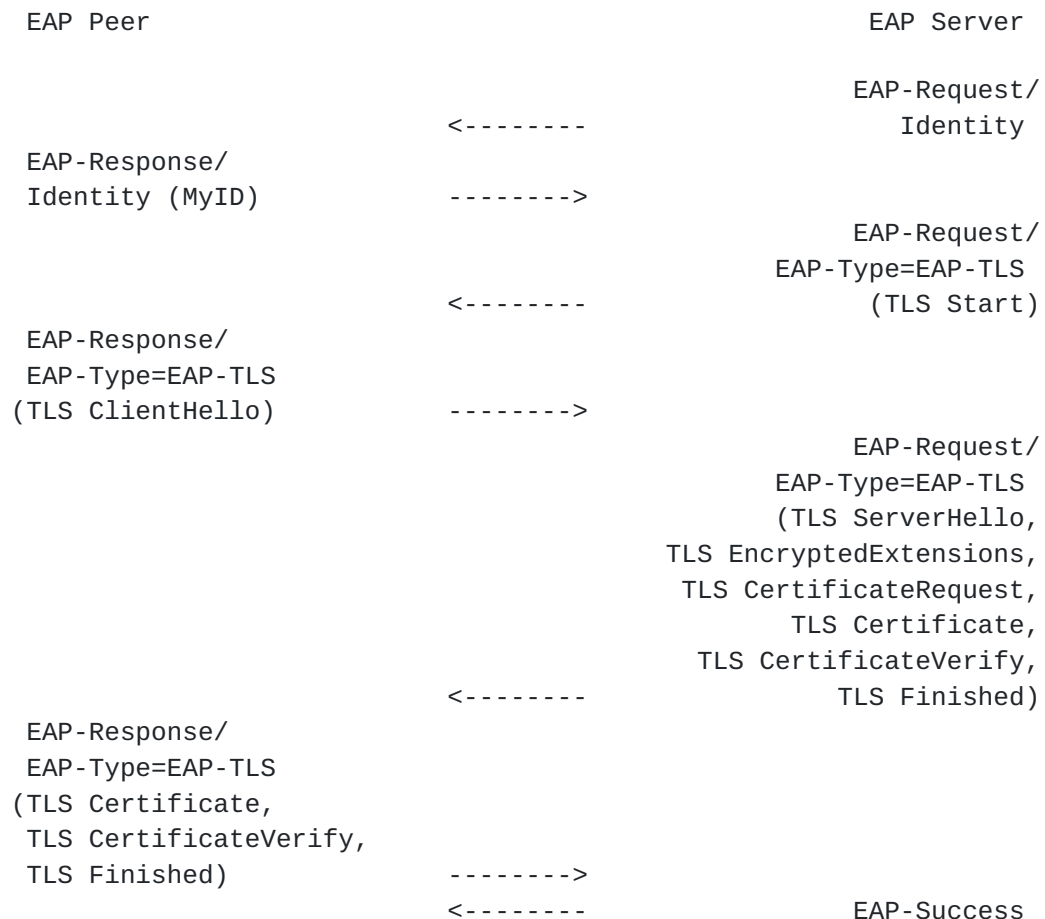 EAP Peer                                                EAP Server

                                                       EAP-Request/
                             <--------                    Identity
 EAP-Response/
 Identity (MyID)             -------->
                                                       EAP-Request/
                                                  EAP-Type=EAP-TLS
                             <--------                  (TLS Start)
 EAP-Response/
 EAP-Type=EAP-TLS
(TLS ClientHello)            -------->
                                                       EAP-Request/
                                                  EAP-Type=EAP-TLS
                                                  (TLS ServerHello,
                                           TLS EncryptedExtensions,
                                            TLS CertificateRequest,
                                                   TLS Certificate,
                                             TLS CertificateVerify,
                             <--------                TLS Finished)
 EAP-Response/
 EAP-Type=EAP-TLS
(TLS Certificate,
 TLS CertificateVerify,
 TLS Finished)               -------->
                             <--------                 EAP-Success